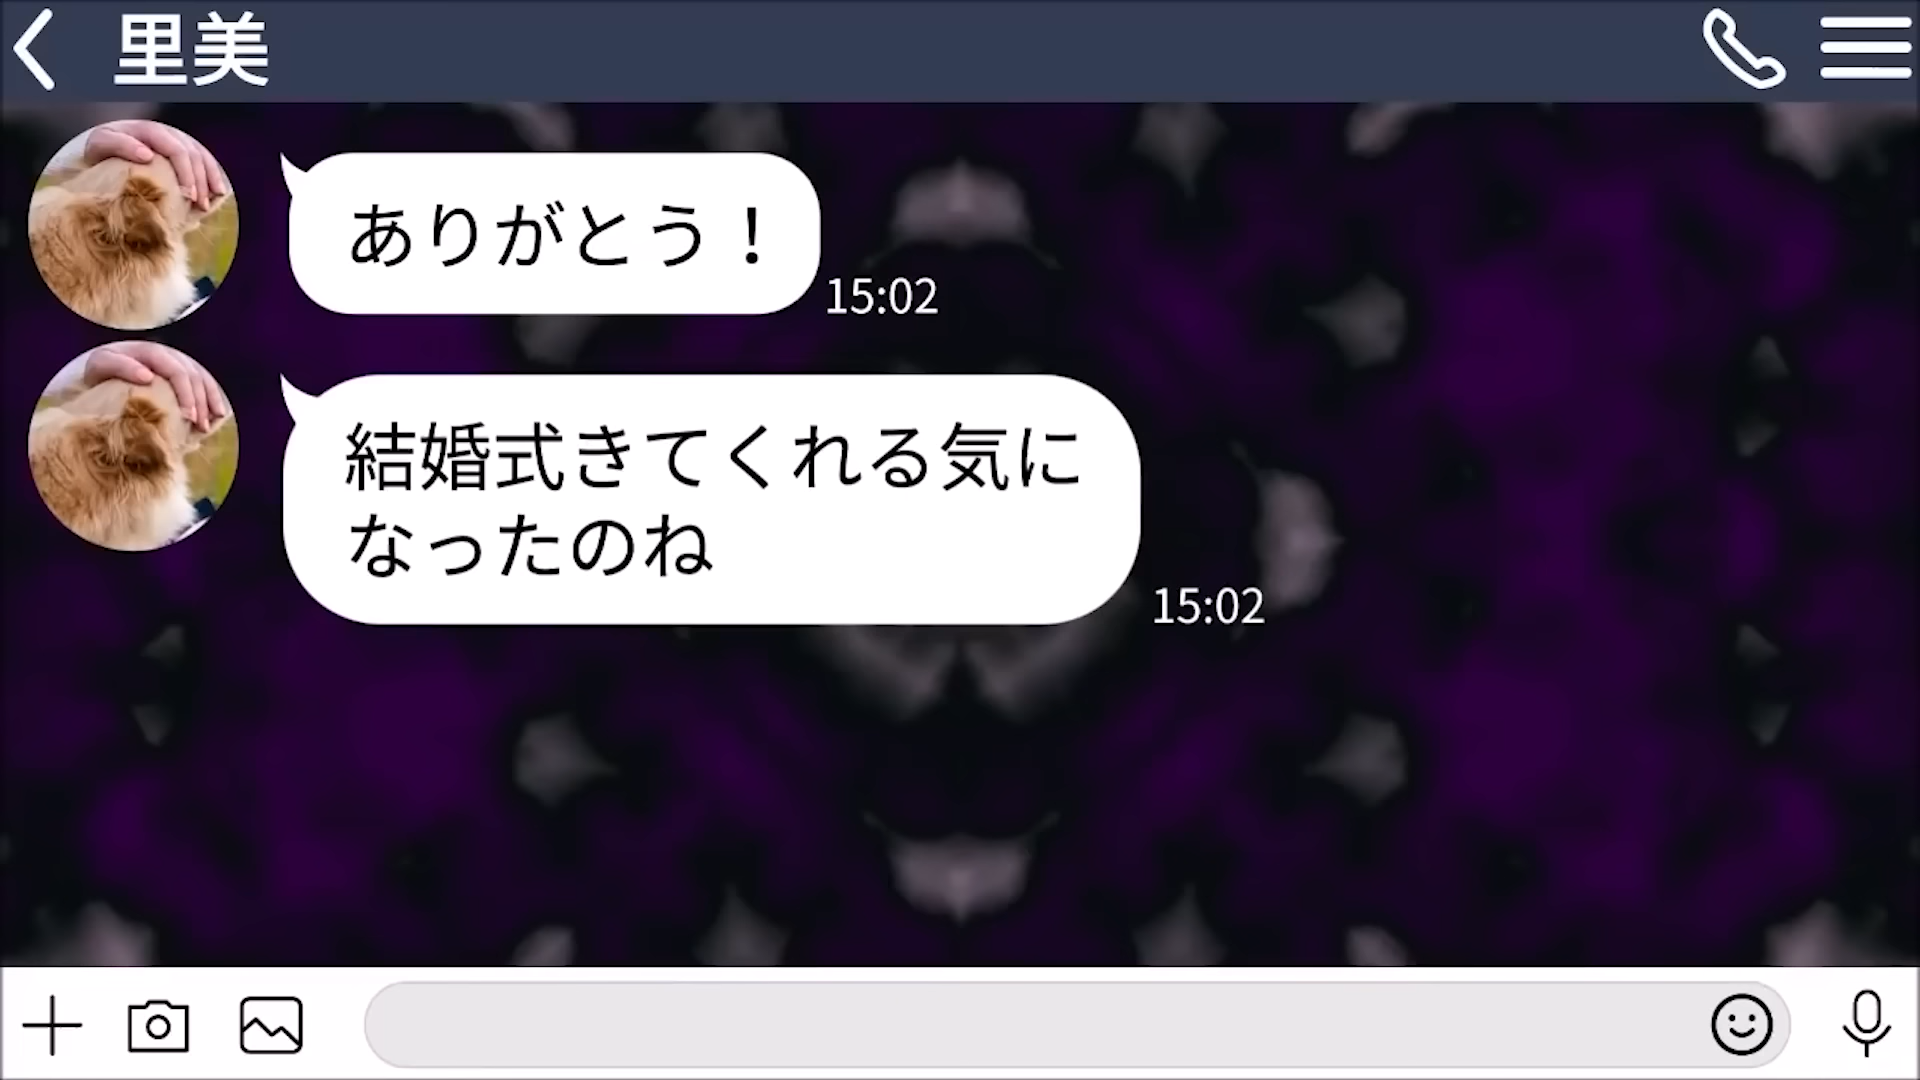 里美
ありがとう！
15:02
結婚式きてくれる気に
なったのね
15:02